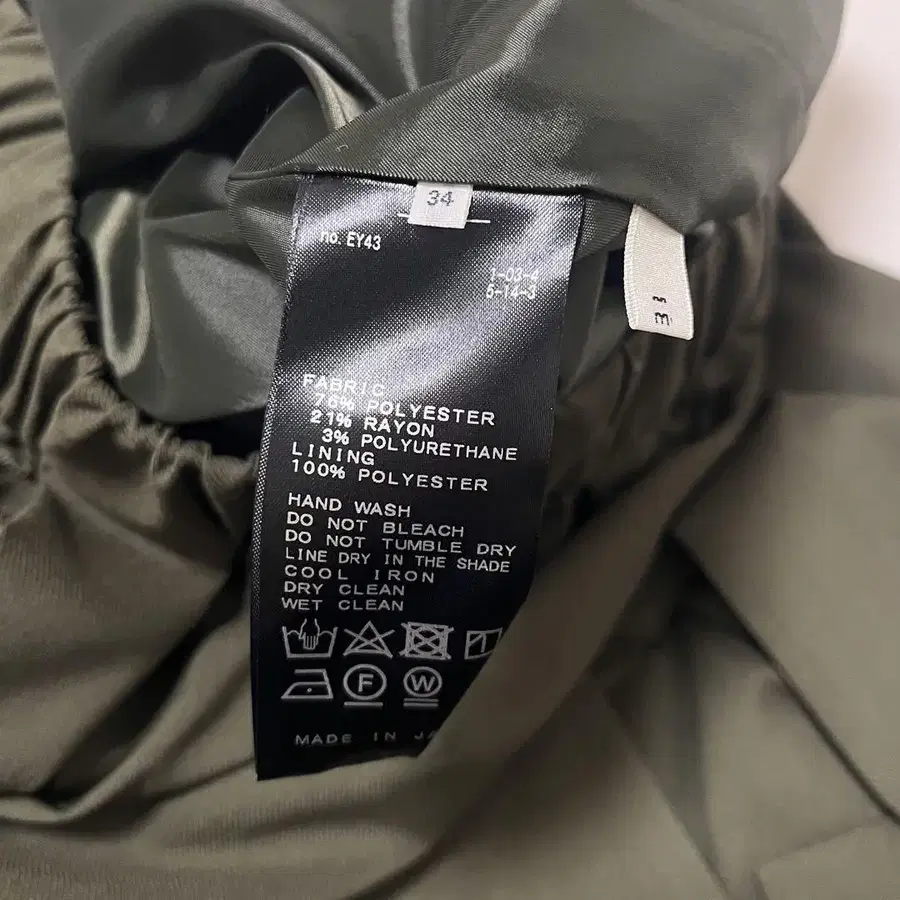 34
no. EY43
1-03-4
6-14-3
FABRIC
76% POLYESTER
21% RAYON
3% POLYURETHANE
LINING
100% POLYESTER
HAND WASH
DO NOT BLEACH
DO NOT TUMBLE DRY
LINE DRY IN THE SHADE
COOL IRON
DRY CLEAN
WET CLEAN
F
W
MADE IN JA